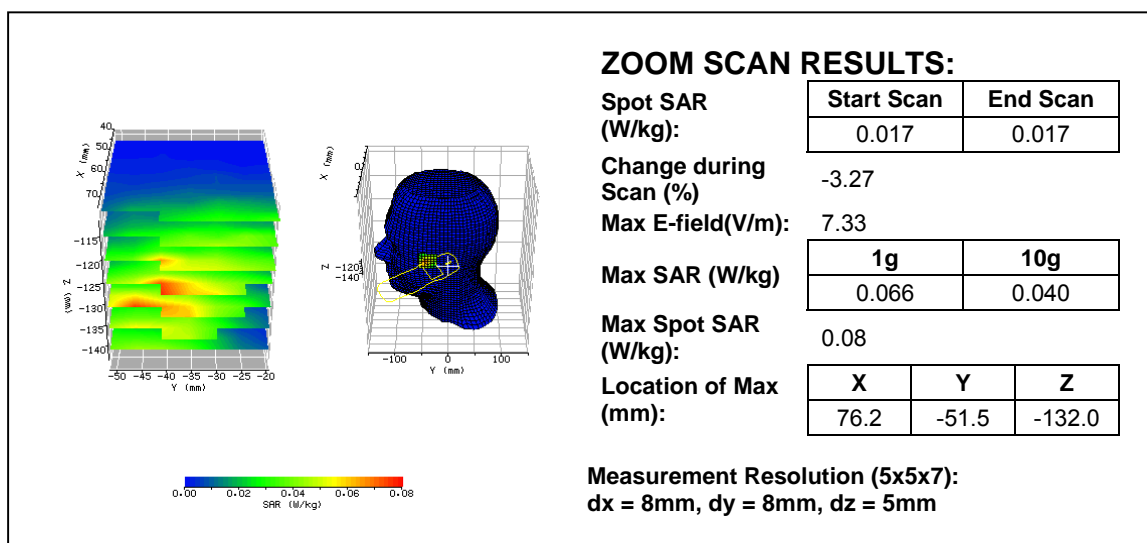 ZOOM SCAN RESULTS:
Spot SAR (W/kg):
Start Scan End Scan
0.017 0.017
Change during Scan (%)
-3.27
Max E-field(V/m): 7.33
Max SAR (W/kg)
1g 10g
0.066 0.040
Max Spot SAR (W/kg):
0.08
Location of Max (mm):
X Y Z
76.2 -51.5 -132.0
Measurement Resolution (5x5x7):
dx = 8mm, dy = 8mm, dz = 5mm
40
50
60
70
X (mm)
-115
-120
-125
-130
-135
-140
Z (mm)
-50 -45 -40 -35 -30 -25 -20
Y (mm)
X (mm)
0
Z
-120
-140
-100 0 100
Y (mm)
0.00 0.02 0.04 0.06 0.08
SAR (W/kg)